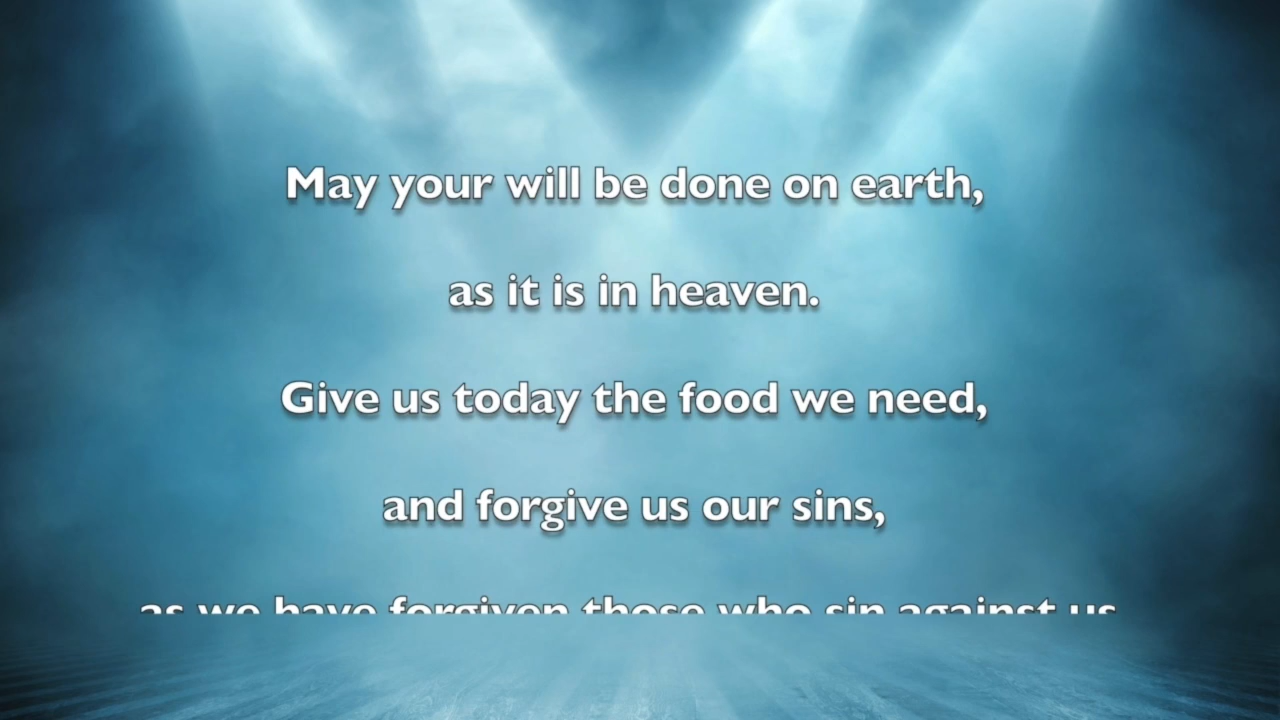 May your will be done on earth,
as it is in heaven.
Give us today the food we need,
and forgive us our sins,
as we have forgiven those who sin against us